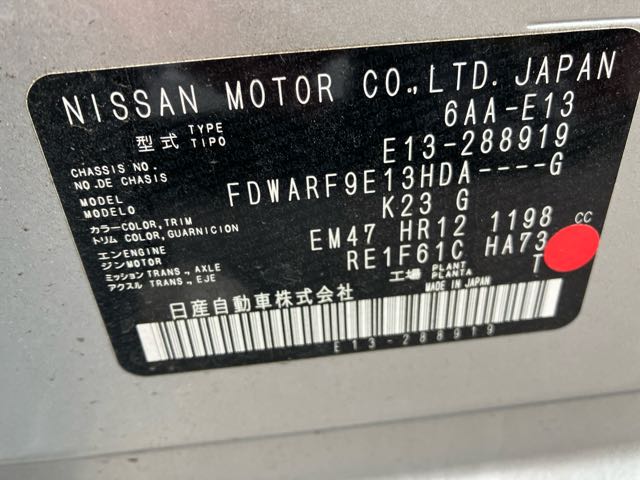 NISSAN MOTOR CO.,LTD. JAPAN
型式 TYPE TIPO 6AA-E13
CHASSIS NO. NO.DE CHASIS E13-288919
MODEL MODELO FDWARF9E13HDA----G
カラー COLOR, TRIM トリム COLOR, GUARNICION K23 G
エンジン ENGINE MOTOR EM47 HR12 1198 CC
ミッション TRANS., AXLE アクスル TRANS., EJE RE1F61C HA73
工場 PLANT PLANTA T
日産自動車株式会社 MADE IN JAPAN
E13-288919